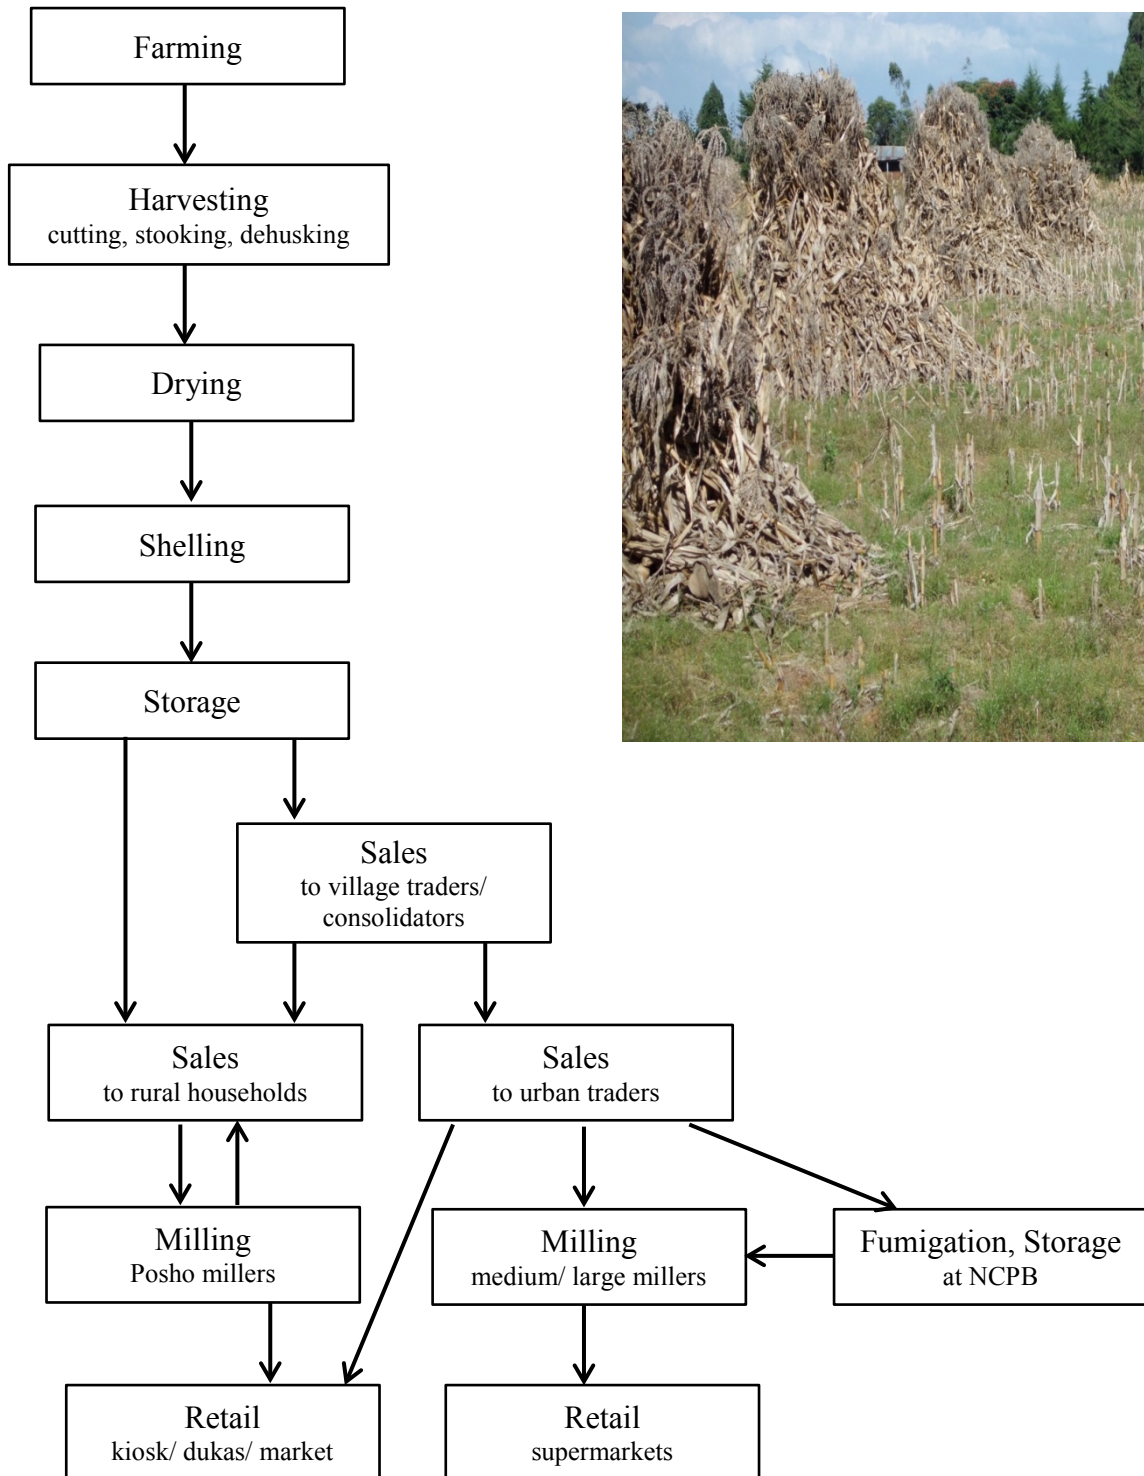 Farming
Harvesting
cutting, stooking, dehusking
Drying
Shelling
Storage
Sales
to village traders/
consolidators
Sales
to rural households
Sales
to urban traders
Milling
Posho millers
Milling
medium/ large millers
Fumigation, Storage
at NCPB
Retail
kiosk/ dukas/ market
Retail
supermarkets